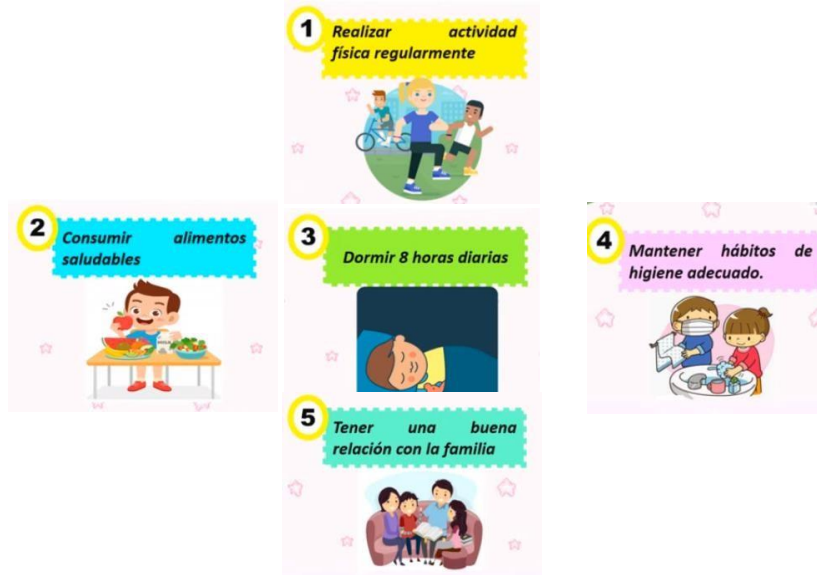 1
Realizar actividad
física regularmente
2
Consumir alimentos
saludables
3
Dormir 8 horas diarias
4
Mantener hábitos de
higiene adecuado.
5
Tener una buena
relación con la familia